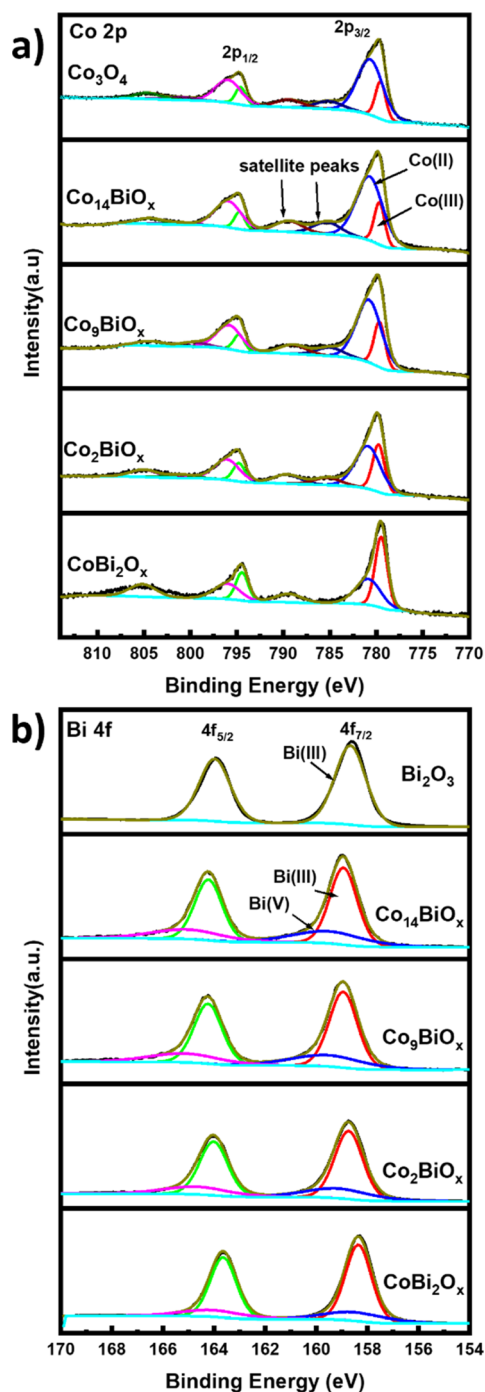 a)
Co 2p
2p1/2
2p3/2
Co3O4
satellite peaks
Co(II)
Co(III)
Co14BiOx
Co9BiOx
Co2BiOx
CoBi2Ox
Intensity(a.u)
810 805 800 795 790 785 780 775 770
Binding Energy (eV)
b)
Bi 4f
4f5/2
4f7/2
Bi(III)
Bi2O3
Bi(III)
Bi(V)
Co14BiOx
Co9BiOx
Co2BiOx
CoBi2Ox
Intensity(a.u.)
170 168 166 164 162 160 158 156 154
Binding Energy (eV)